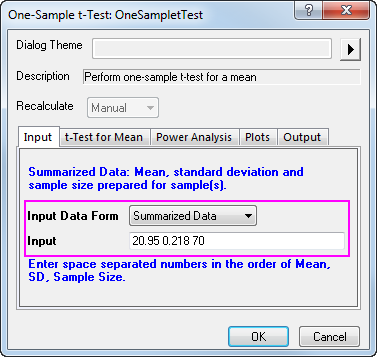 One-Sample t-Test: OneSampletTest
Dialog Theme
Description Perform one-sample t-test for a mean
Recalculate Manual
Input t-Test for Mean Power Analysis Plots Output
Summarized Data: Mean, standard deviation and
sample size prepared for sample(s).
Input Data Form Summarized Data
Input 20.95 0.218 70
Enter space separated numbers in the order of Mean,
SD, Sample Size.
OK Cancel